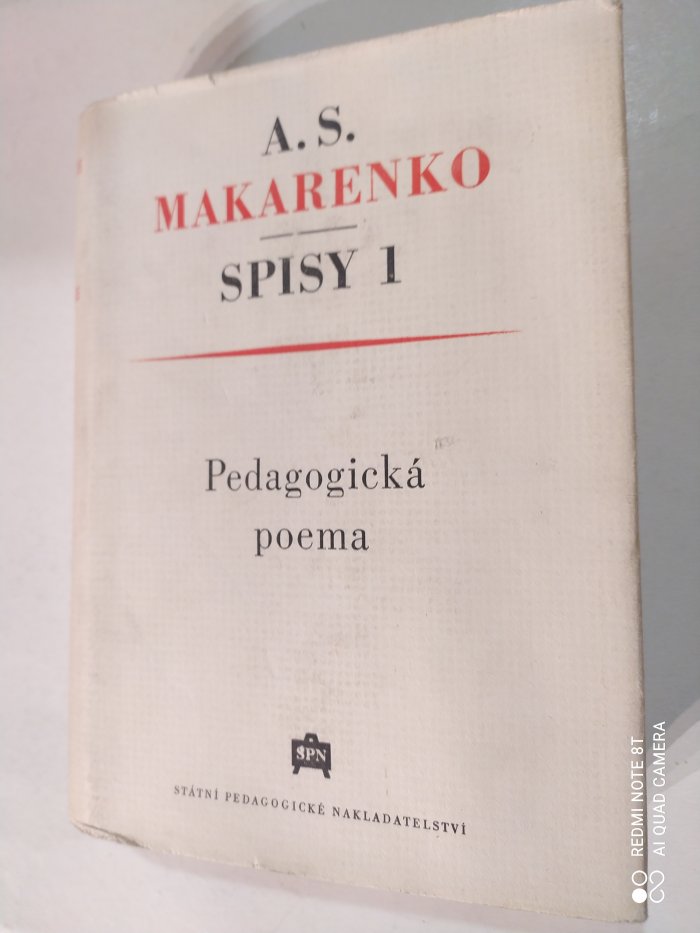 A. S.
MAKARENKO
SPISY 1
Pedagogická
poema
SPN
STÁTNÍ PEDAGOGICKÉ NAKLADATELSTVÍ
REDMI NOTE 8T
AI QUAD CAMERA